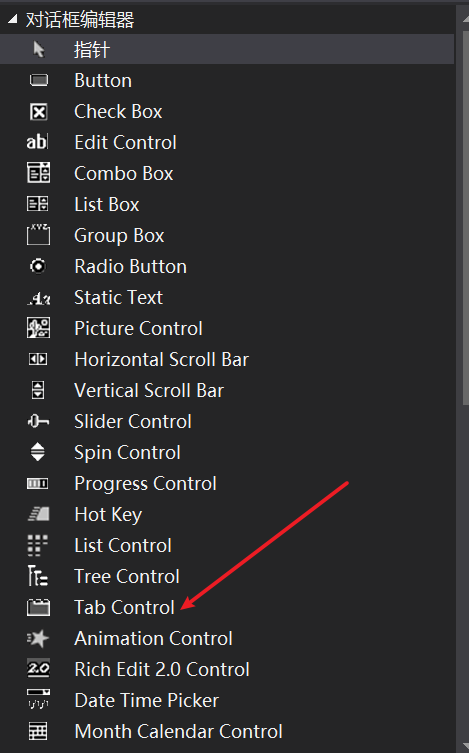 对话框编辑器
指针
Button
Check Box
ab
Edit Control
Combo Box
List Box
XYZ
Group Box
Radio Button
Aa
Static Text
Picture Control
Horizontal Scroll Bar
Vertical Scroll Bar
Slider Control
Spin Control
Progress Control
Hot Key
List Control
Tree Control
Tab Control
Animation Control
2.0
Rich Edit 2.0 Control
Date Time Picker
Month Calendar Control